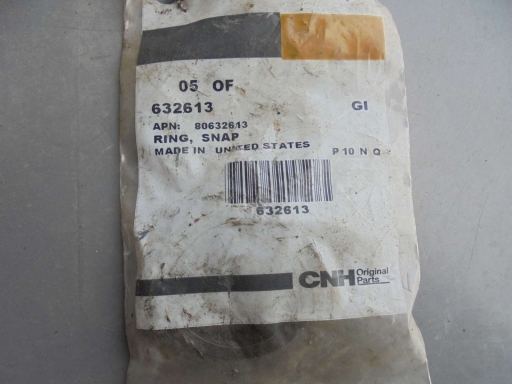 05 OF
632613 GI
APN: 80632613
RING, SNAP
MADE IN UNITED STATES P 10 N Q
632613
CNH Original
Parts